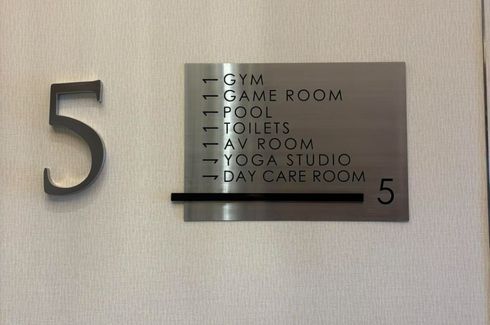 5
GYM
GAME ROOM
POOL
TOILETS
AV ROOM
YOGA STUDIO
DAY CARE ROOM
5